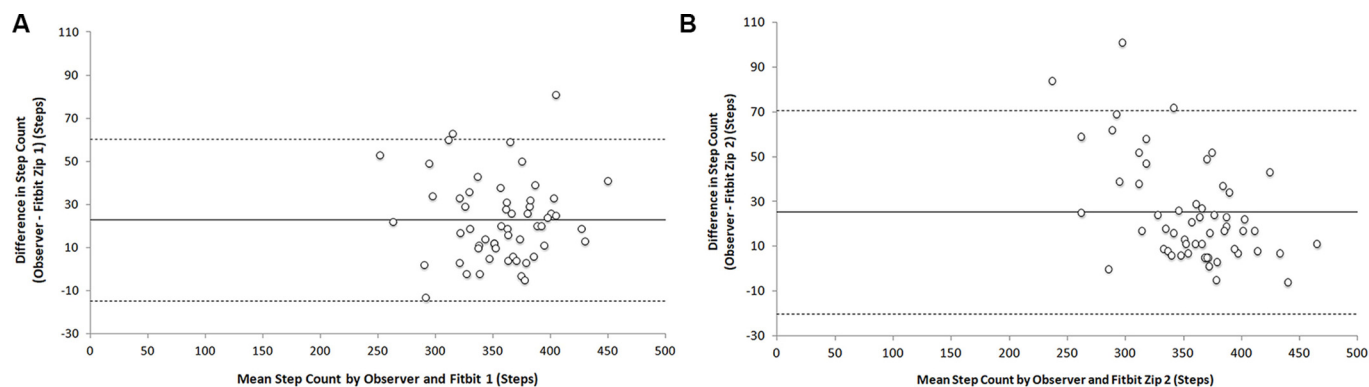 A
Difference in Step Count
(Observer - Fitbit Zip 1) (Steps)
110
90
70
50
30
10
-10
-30
0 50 100 150 200 250 300 350 400 450 500
Mean Step Count by Observer and Fitbit 1 (Steps)
B
Difference in Step Count
(Observer - Fitbit Zip 2) (Steps)
110
90
70
50
30
10
-10
-30
0 50 100 150 200 250 300 350 400 450 500
Mean Step Count by Observer and Fitbit Zip 2 (Steps)